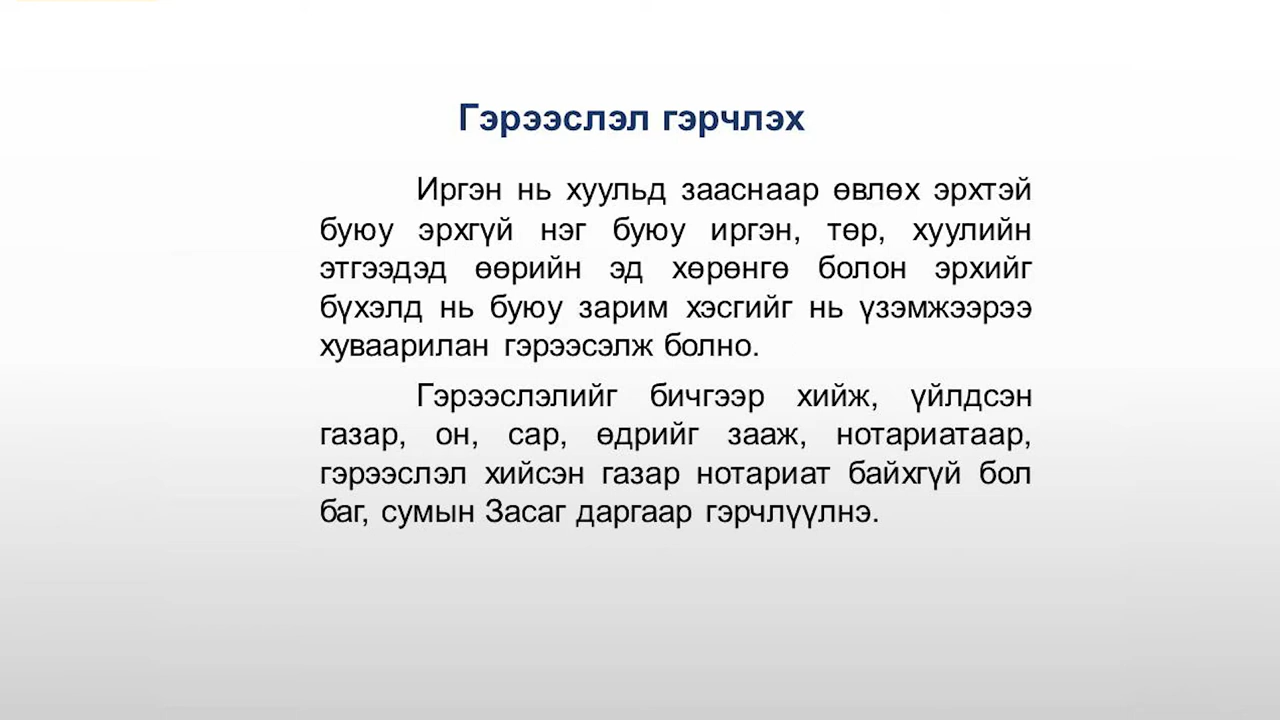 Гэрээслэл гэрчлэх
Иргэн нь хуульд зааснаар өвлөх эрхтэй
буюу эрхгүй нэг буюу иргэн, төр, хуулийн
этгээдэд өөрийн эд хөрөнгө болон эрхийг
бүхэлд нь буюу зарим хэсгийг нь үзэмжээрээ
хуваарилан гэрээсэлж болно.
Гэрээслэлийг бичгээр хийж, үйлдсэн
газар, он, сар, өдрийг зааж, нотариатаар,
гэрээслэл хийсэн газар нотариат байхгүй бол
баг, сумын Засаг даргаар гэрчлүүлнэ.